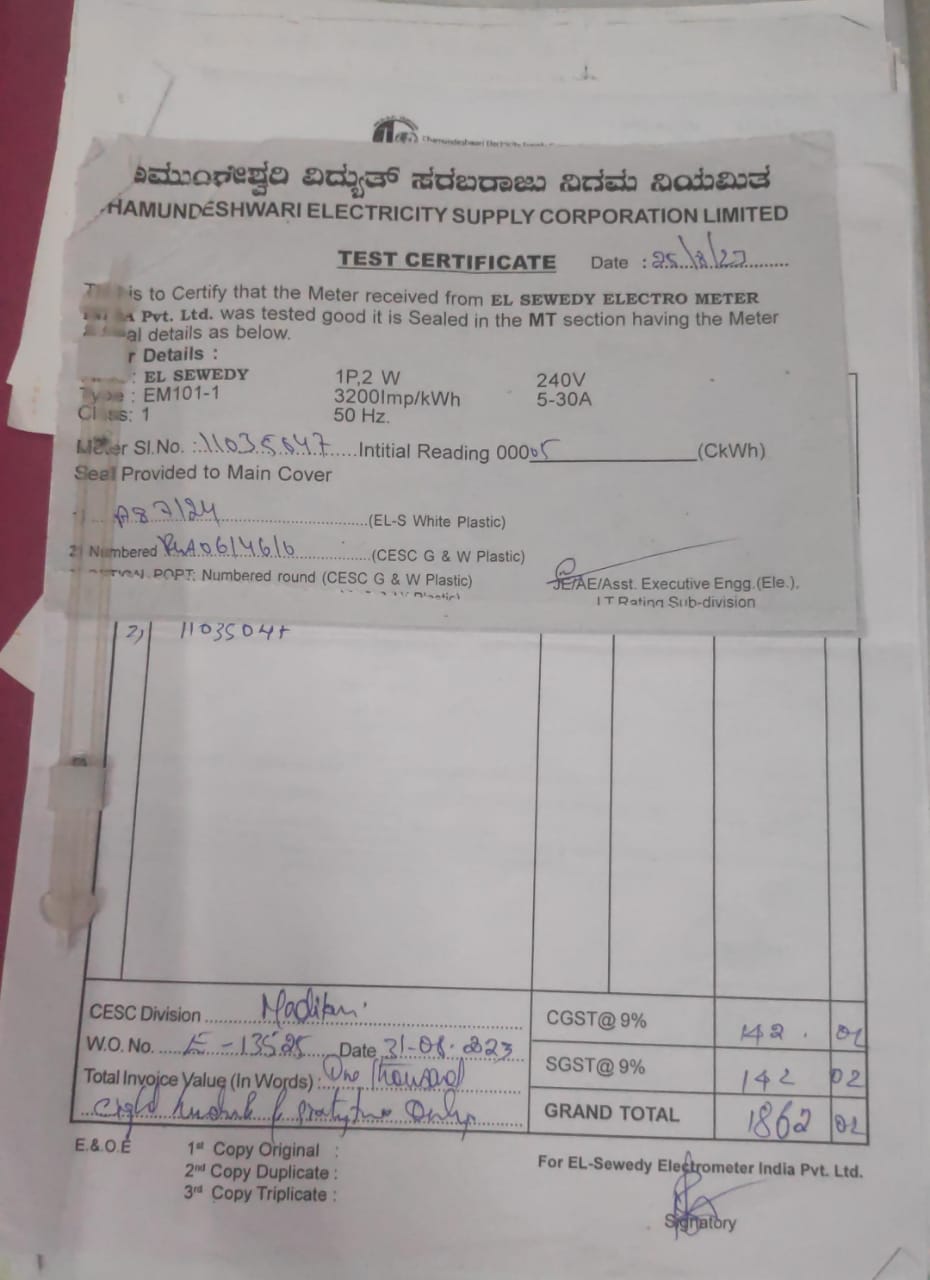 Chamundeshwari Electricity
ಾಮುಂಡೇಶ್ವರಿ ವಿದ್ಯುತ್ ಸರಬರಾಜು ನಿಗಮ ನಿಯಮಿತ
HAMUNDESHWARI ELECTRICITY SUPPLY CORPORATION LIMITED
TEST CERTIFICATE Date : 25/8/23
is to Certify that the Meter received from EL SEWEDY ELECTRO METER
Pvt. Ltd. was tested good it is Sealed in the MT section having the Meter
al details as below.
r Details :
: EL SEWEDY 1P,2 W 240V
Type : EM101-1 3200Imp/kWh 5-30A
Class: 1 50 Hz.
Meter Sl.No. : 11035047 Intitial Reading 00005 (CkWh)
Seal Provided to Main Cover
A87/24 (EL-S White Plastic)
2) Numbered (CESC G & W Plastic)
POPT: Numbered round (CESC G & W Plastic)
JE/AE/Asst. Executive Engg.(Ele.).
LT Rating Sub-division
2) 11035047
CESC Division Madikeri CGST@ 9% 142 . 02
W.O. No. E-13525 Date 31-08-2023
SGST@ 9% 142 02
Total Invoice Value (In Words) : One Thousand
Eight hundred & sixty two Only GRAND TOTAL 1862 02
E.&.O.E 1st Copy Original :
2nd Copy Duplicate :
3rd Copy Triplicate :
For EL-Sewedy Electrometer India Pvt. Ltd.
Signatory